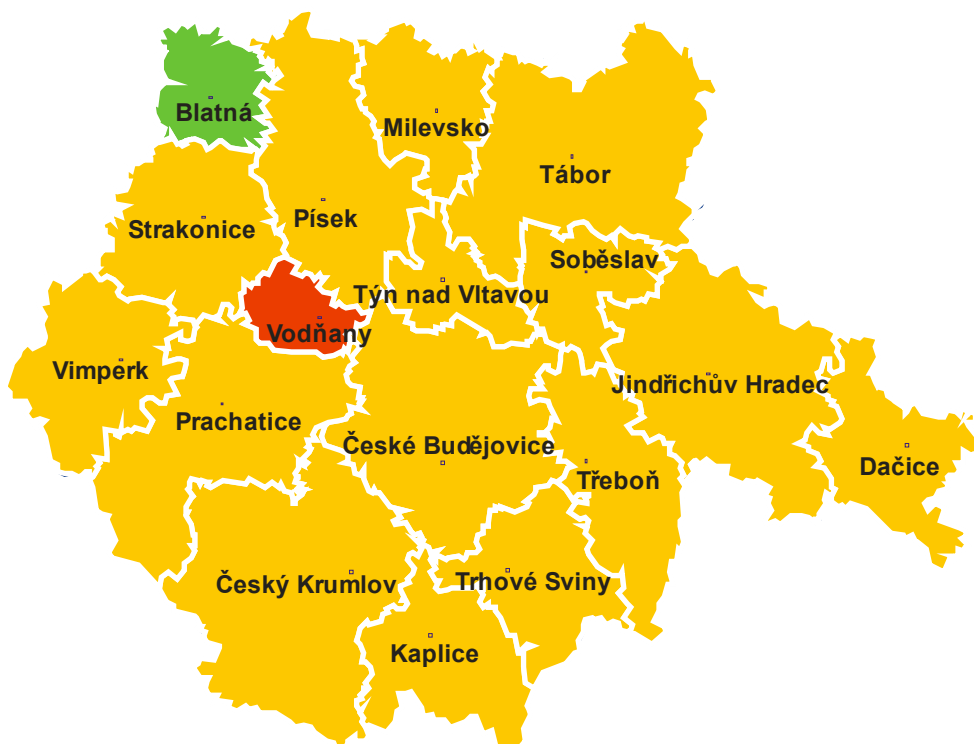 Blatná
Milevsko
Tábor
Písek
Strakonice
Soběslav
Týn nad Vltavou
Vodňany
Vimperk
Jindřichův Hradec
Prachatice
České Budějovice
Dačice
Třeboň
Český Krumlov
Trhové Sviny
Kaplice